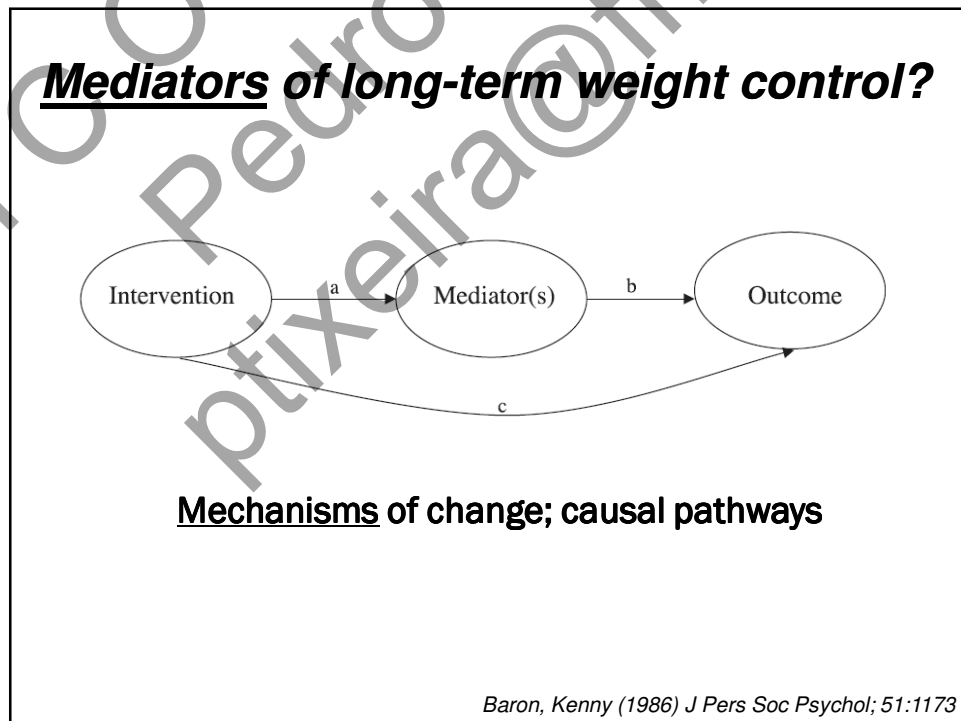 Mediators of long-term weight control?
Pedro
ptixeira@
Intervention
a
Mediator(s)
b
Outcome
c
Mechanisms of change; causal pathways
Baron, Kenny (1986) J Pers Soc Psychol; 51:1173